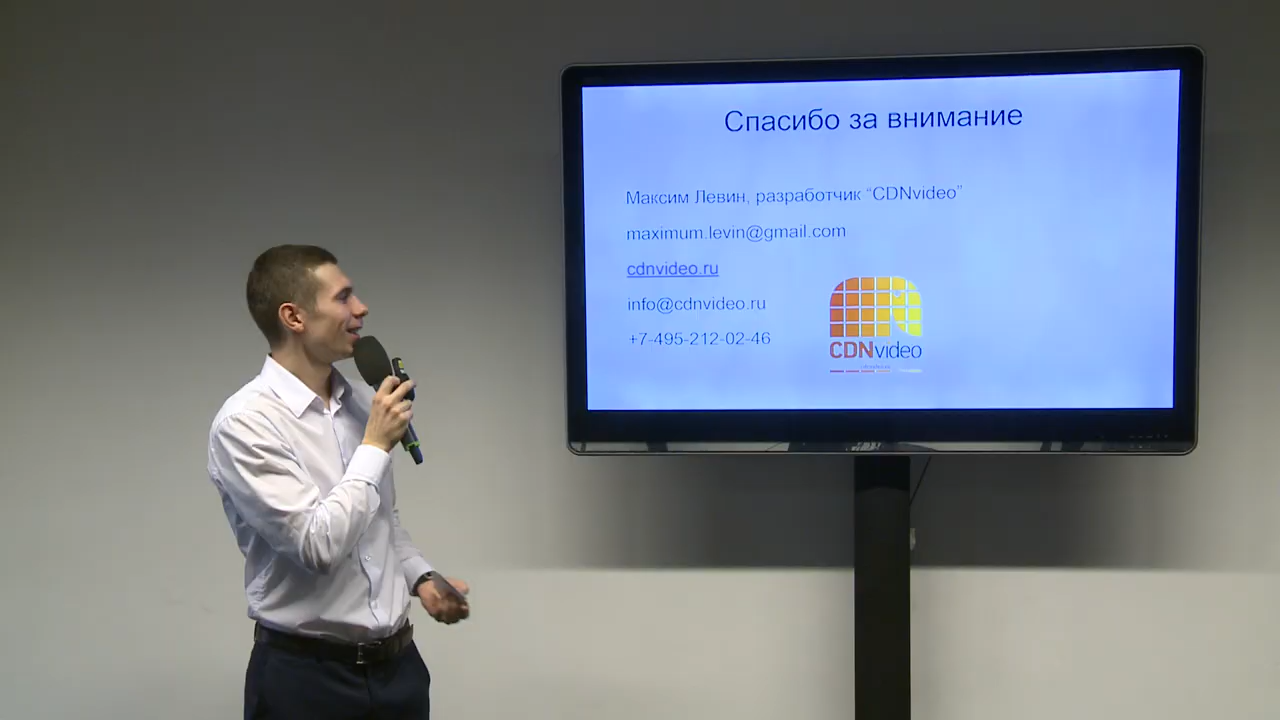 Спасибо за внимание
Максим Левин, разработчик “CDNvideo”
maximum.levin@gmail.com
cdnvideo.ru
info@cdnvideo.ru
+7-495-212-02-46
CDNvideo